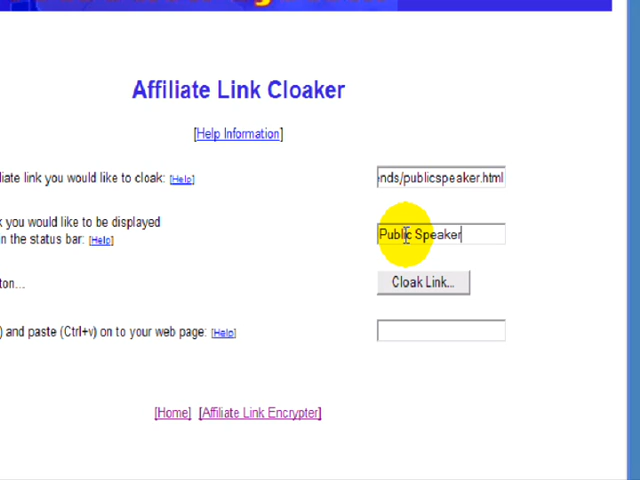 Affiliate Link Cloaker
[Help Information]
liate link you would like to cloak: [Help]
nds/publicspeaker.html
k you would like to be displayed
n the status bar: [Help]
Public Speaker
ton...
Cloak Link...
) and paste (Ctrl+v) on to your web page: [Help]
[Home] [Affiliate Link Encrypter]